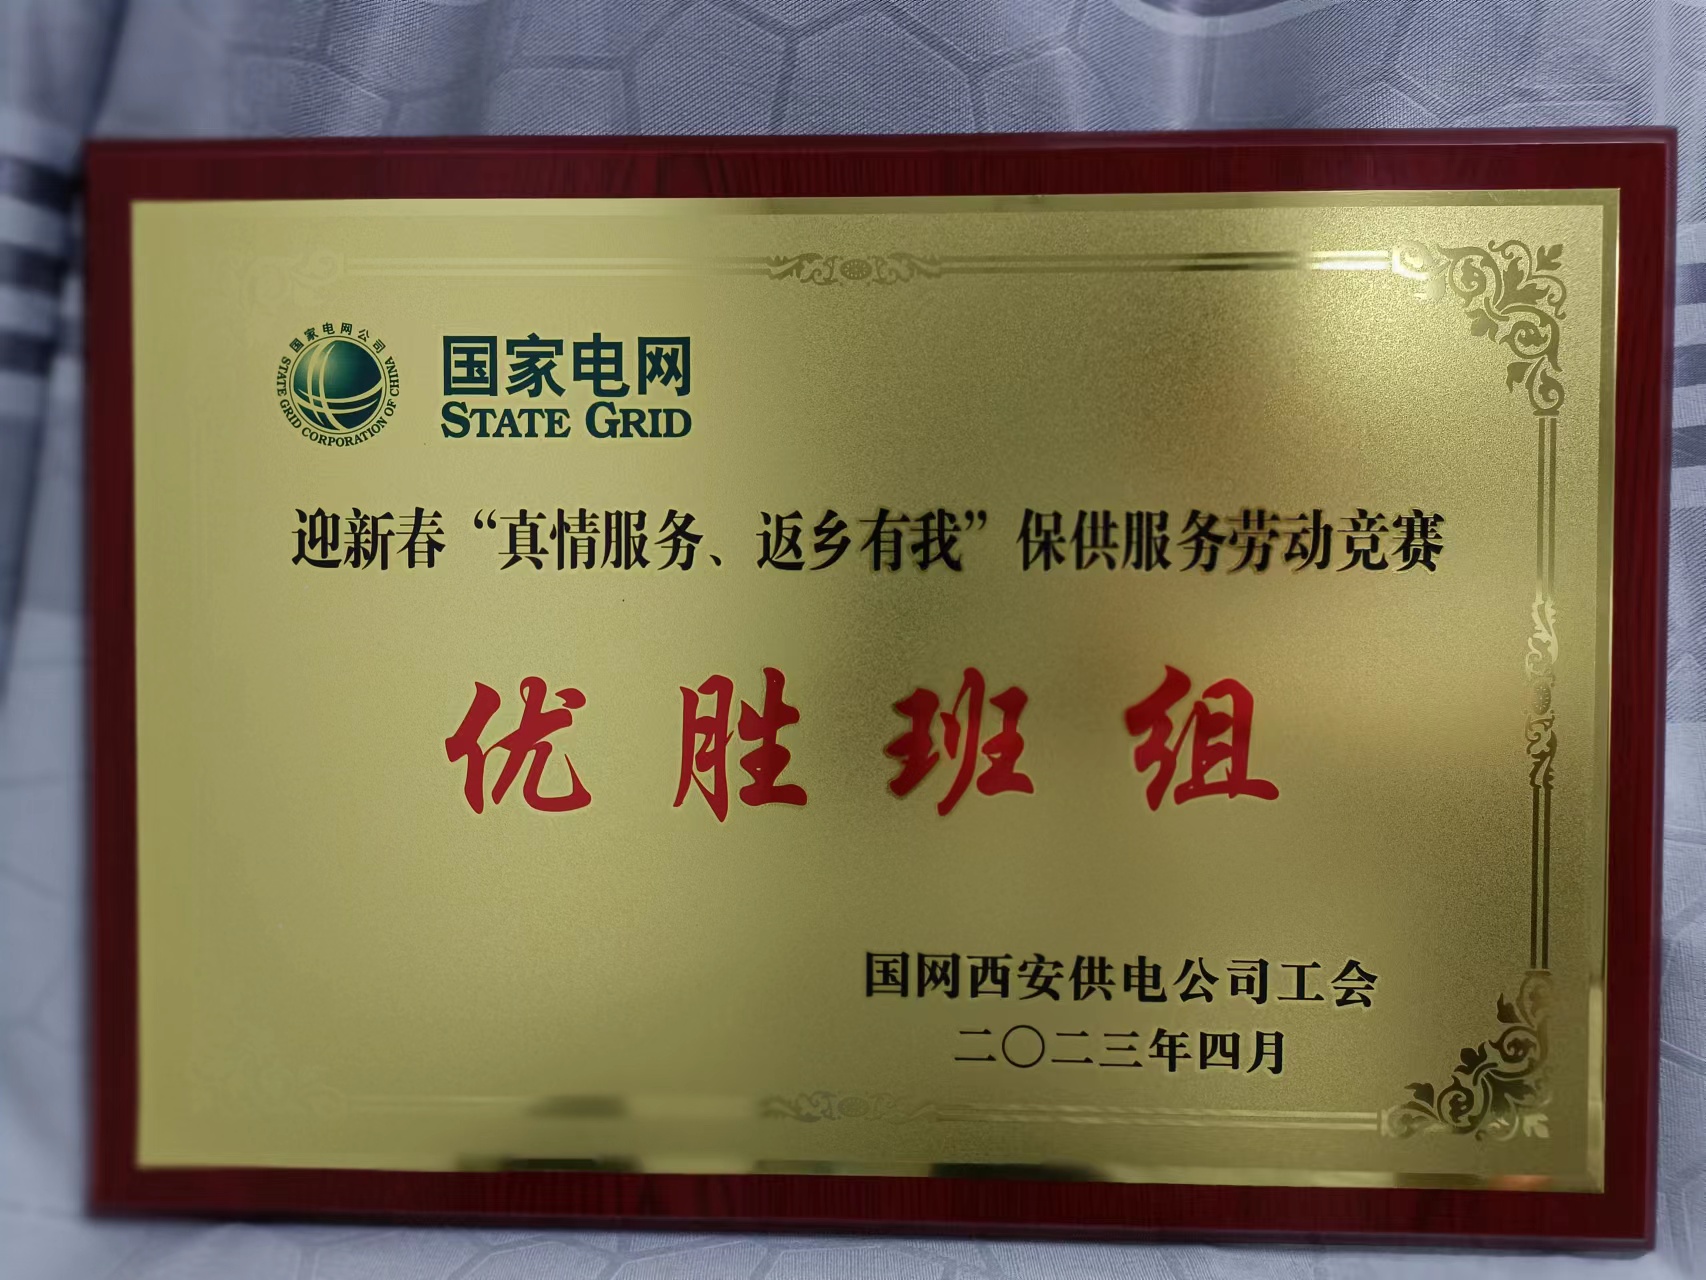 国家电网公司
STATE GRID CORPORATION OF CHINA
国家电网
STATE GRID
迎新春“真情服务、返乡有我”保供服务劳动竞赛
优胜班组
国网西安供电公司工会
二〇二三年四月